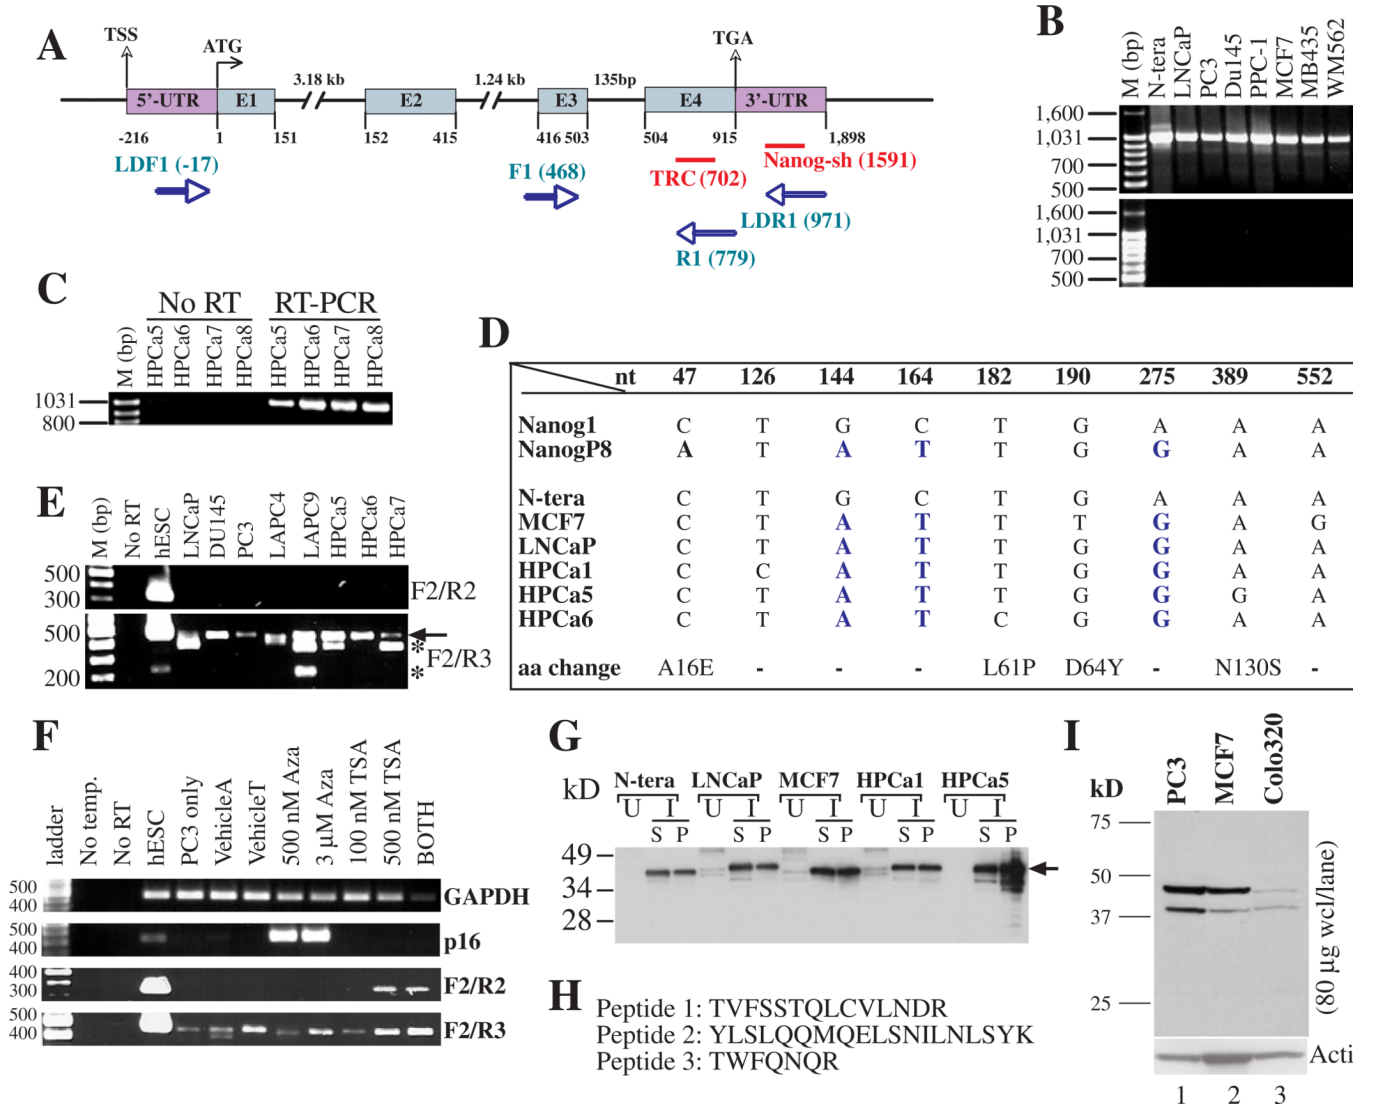 A
TSS
ATG
TGA
3.18 kb
1.24 kb
135bp
5'-UTR
E1
E2
E3
E4
3'-UTR
-216
1
151
152
415
416 503
504
915
1,898
LDF1 (-17)
F1 (468)
TRC (702)
Nanog-sh (1591)
LDR1 (971)
R1 (779)
B
M (bp)
N-tera
LNCaP
PC3
Du145
PPC-1
MCF7
MB435
WM562
1,600
1,031
700
500
1,600
1,031
700
500
C
No RT
RT-PCR
M (bp)
HPCa5
HPCa6
HPCa7
HPCa8
HPCa5
HPCa6
HPCa7
HPCa8
1031
800
D
nt 47 126 144 164 182 190 275 389 552
Nanog1 C T G C T G A A A
NanogP8 A T A T T G G A A
N-tera C T G C T G A A A
MCF7 C T A T T T G A G
LNCaP C T A T T G G A A
HPCa1 C C A T T G G A A
HPCa5 C T A T T G G G A
HPCa6 C T A T C G G A A
aa change A16E - - - L61P D64Y - N130S -
E
M (bp)
No RT
hESC
LNCaP
DU145
PC3
LAPC4
LAPC9
HPCa5
HPCa6
HPCa7
500
300
F2/R2
500
200
*
*
F2/R3
F
ladder
No temp.
No RT
hESC
PC3 only
VehicleA
VehicleT
500 nM Aza
3 µM Aza
100 nM TSA
500 nM TSA
BOTH
500
400
GAPDH
500
400
p16
400
300
F2/R2
500
400
F2/R3
G
kD
N-tera LNCaP MCF7 HPCa1 HPCa5
U I U I U I U I U I
S P S P S P S P S P
49
34
28
H
Peptide 1: TVFSSTQLCVLNDR
Peptide 2: YLSLQQMQELSNILNLSYK
Peptide 3: TWFQNQR
I
kD
PC3
MCF7
Colo320
75
50
37
25
(80 µg wcl/lane)
Acti
1 2 3